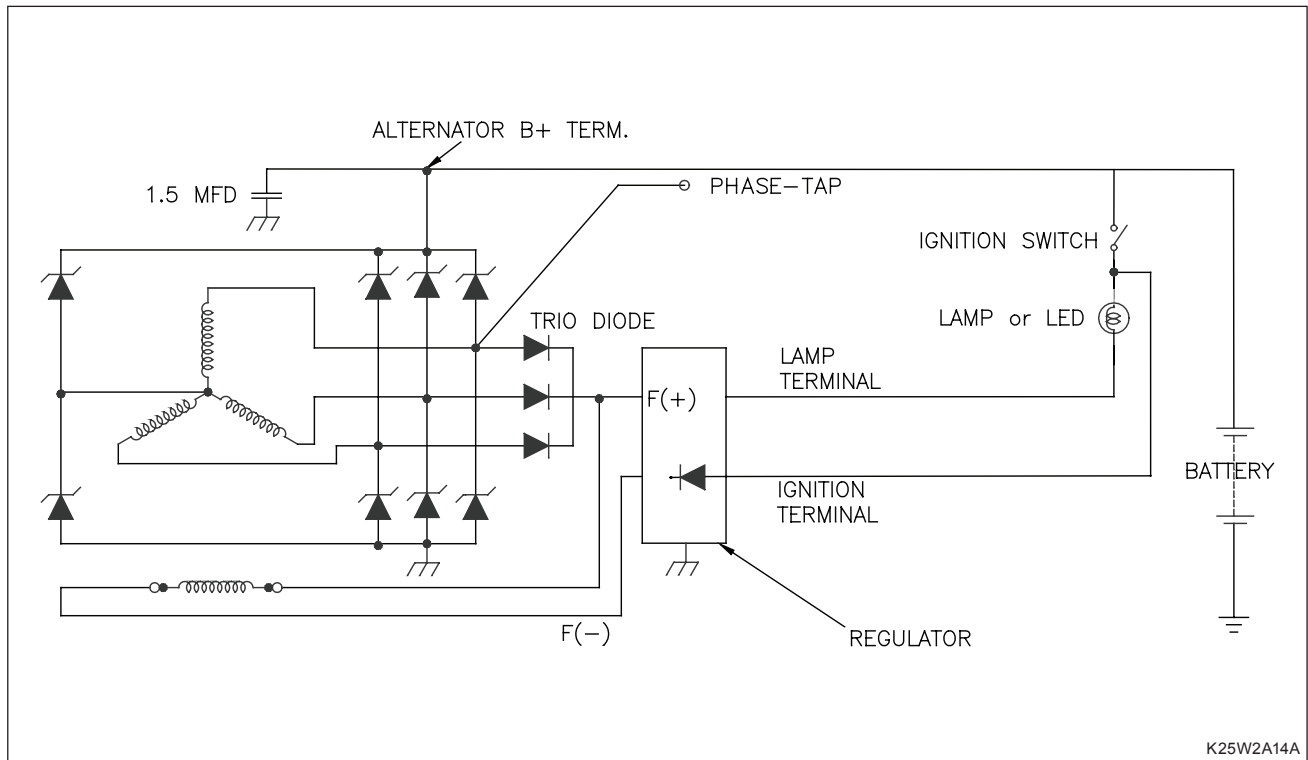 ALTERNATOR B+ TERM.
1.5 MFD
PHASE-TAP
IGNITION SWITCH
LAMP or LED
TRIO DIODE
LAMP
TERMINAL
F(+)
BATTERY
IGNITION
TERMINAL
F(-)
REGULATOR
K25W2A14A